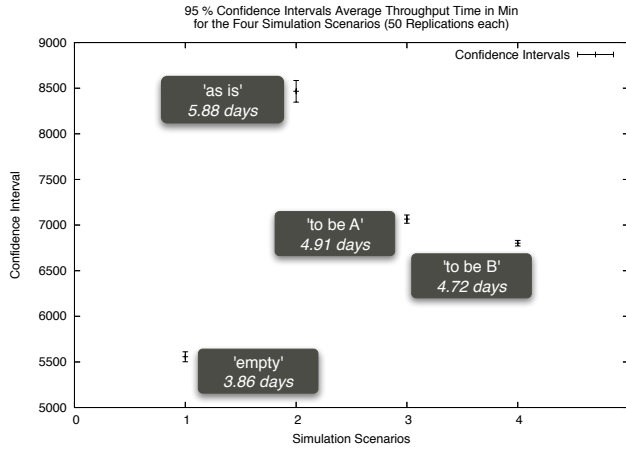 95 % Confidence Intervals Average Throughput Time in Min
for the Four Simulation Scenarios (50 Replications each)
Confidence Intervals
Confidence Interval
9000
8500
8000
7500
7000
6500
6000
5500
5000
'as is'
5.88 days
'to be A'
4.91 days
'to be B'
4.72 days
'empty'
3.86 days
0
1
2
3
4
Simulation Scenarios